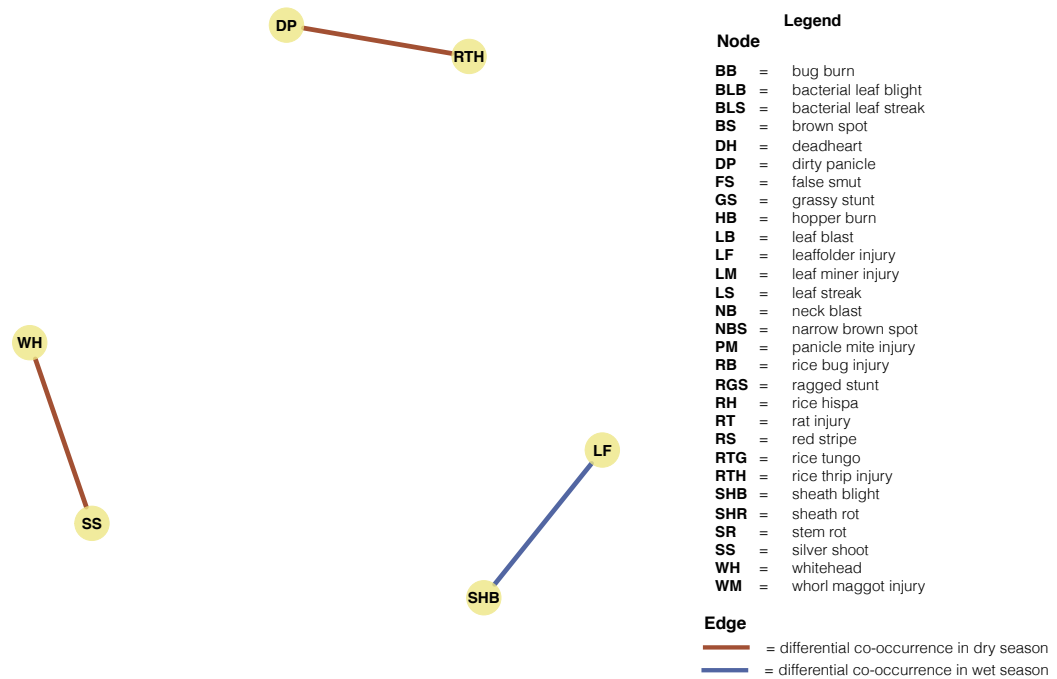 DP
RTH
WH
SS
LF
SHB
Legend
Node
BB = bug burn
BLB = bacterial leaf blight
BLS = bacterial leaf streak
BS = brown spot
DH = deadheart
DP = dirty panicle
FS = false smut
GS = grassy stunt
HB = hopper burn
LB = leaf blast
LF = leaffolder injury
LM = leaf miner injury
LS = leaf streak
NB = neck blast
NBS = narrow brown spot
PM = panicle mite injury
RB = rice bug injury
RGS = ragged stunt
RH = rice hispa
RT = rat injury
RS = red stripe
RTG = rice tungo
RTH = rice thrip injury
SHB = sheath blight
SHR = sheath rot
SR = stem rot
SS = silver shoot
WH = whitehead
WM = whorl maggot injury
Edge
= differential co-occurrence in dry season
= differential co-occurrence in wet season